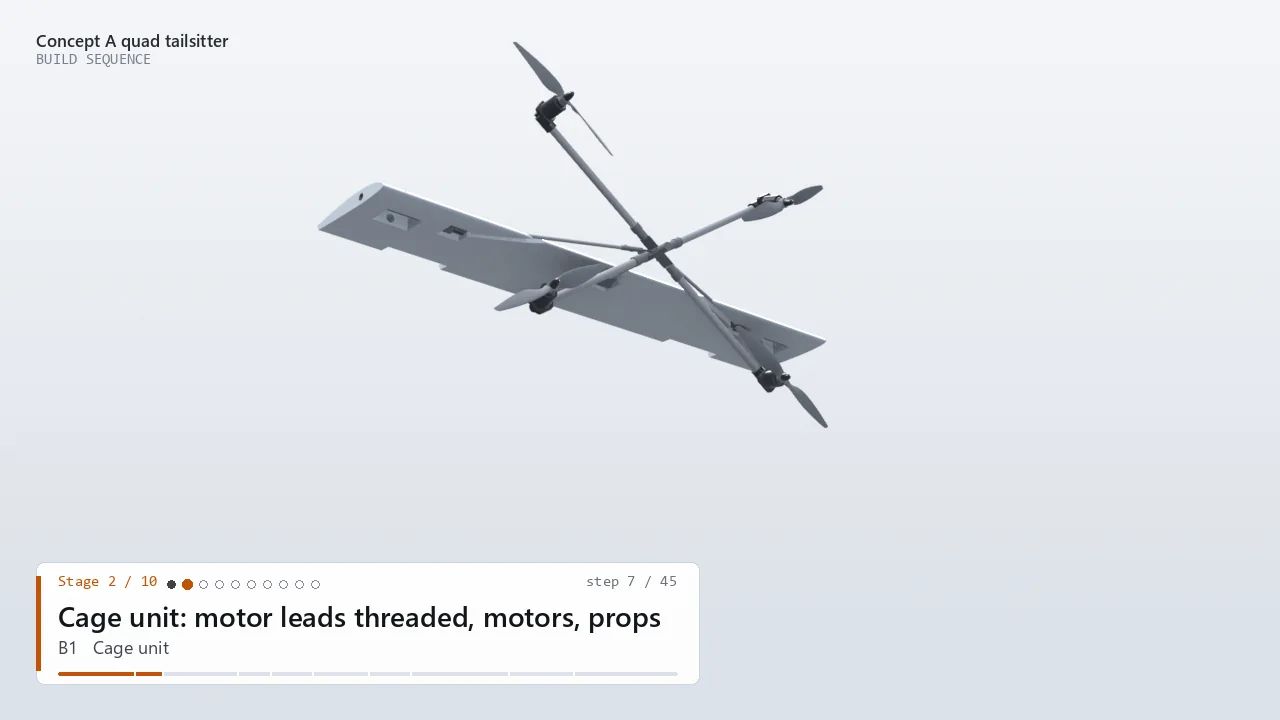 Concept A quad tailsitter
BUILD SEQUENCE
Stage 2 / 10
step 7 / 45
Cage unit: motor leads threaded, motors, props
B1 Cage unit